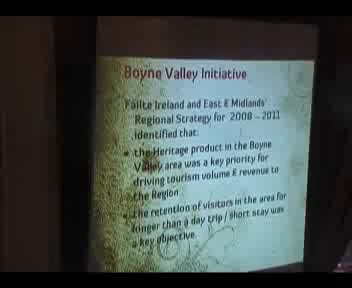 Boyne Valley Initiative
Fáilte Ireland and East & Midlands'
Regional Strategy for 2008 – 2011
identified that:
• the Heritage product in the Boyne
Valley area was a key priority for
driving tourism volume & revenue to
the Region.
• the retention of visitors in the area for
longer than a day trip / short stay was
a key objective.